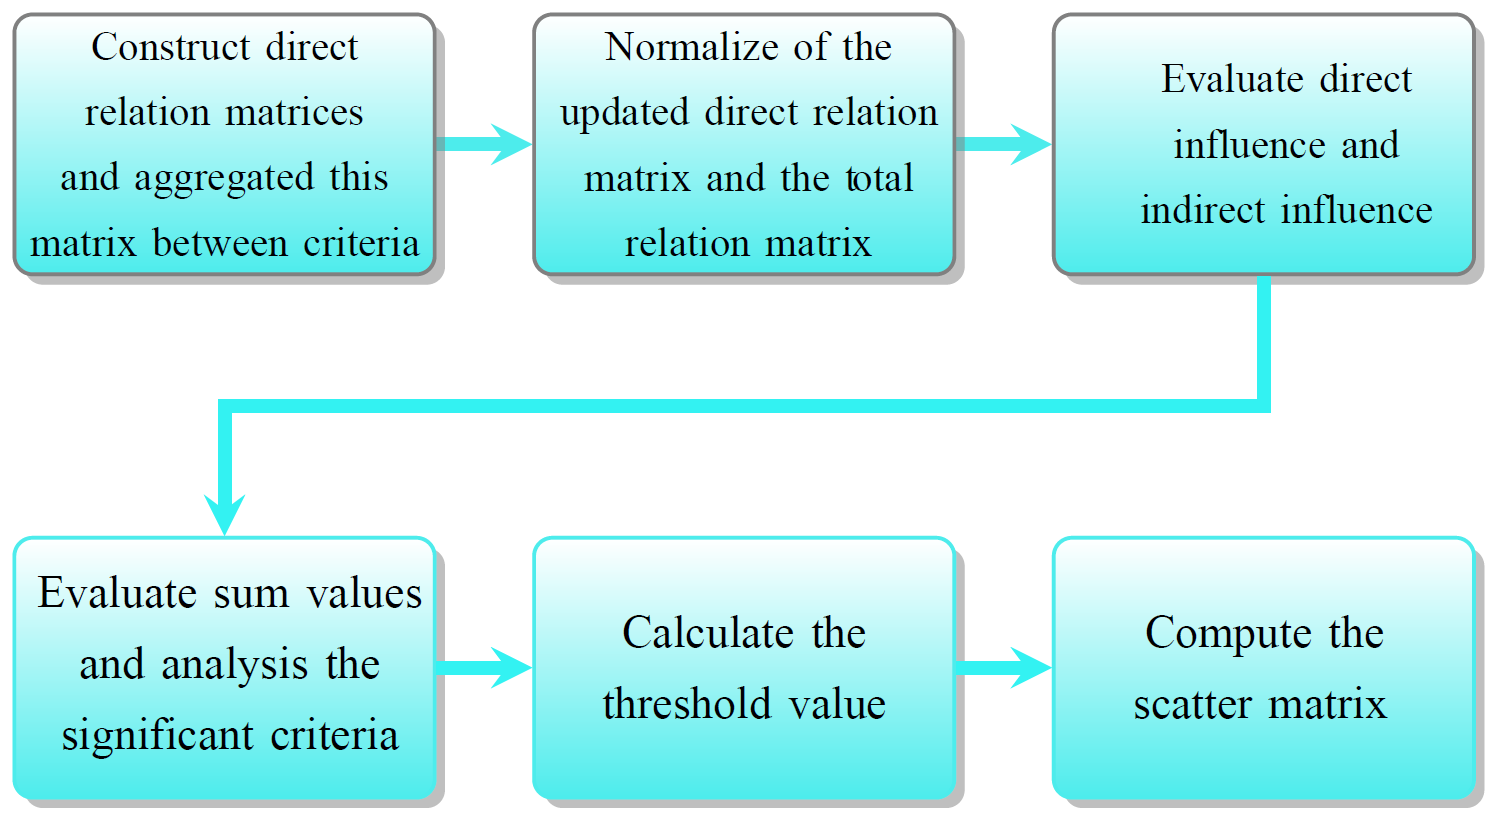 Construct direct
relation matrices
and aggregated this
matrix between criteria
Normalize of the
updated direct relation
matrix and the total
relation matrix
Evaluate direct
influence and
indirect influence
Evaluate sum values
and analysis the
significant criteria
Calculate the
threshold value
Compute the
scatter matrix